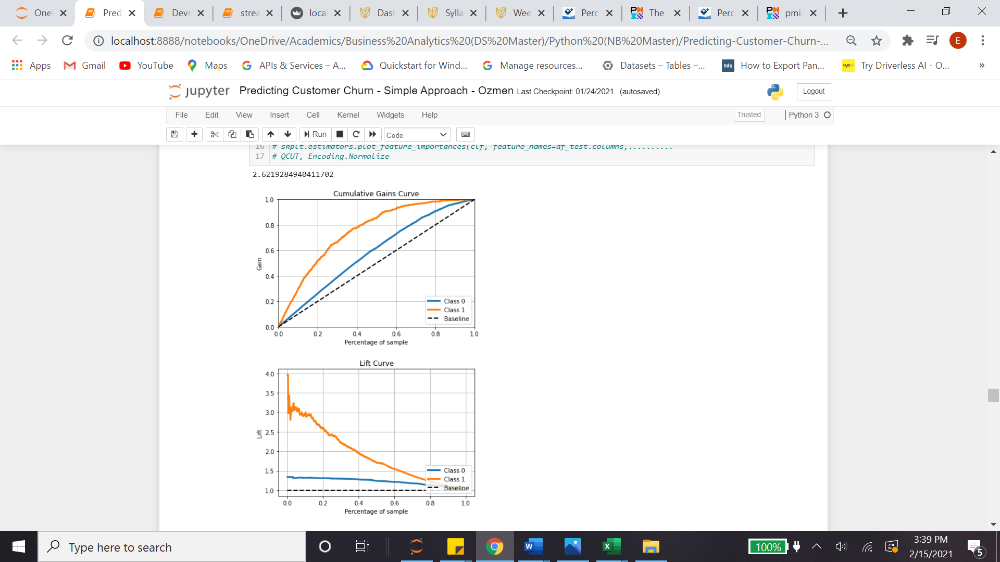 Onel
Pred
Devr
strea
local
Dash
Sylla
Wee
Perc
The
Perc
pmi-
localhost:8888/notebooks/OneDrive/Academics/Business%20Analytics%20(DS%20Master)/Python%20(NB%20Master)/Predicting-Customer-Churn-...
E
Apps
Gmail
YouTube
Maps
APIs & Services – A...
Quickstart for Wind...
Manage resources...
Datasets – Tables –...
tds
How to Export Pan...
H₂O.ai
Try Driverless AI - O...
»
jupyter
Predicting Customer Churn - Simple Approach - Ozmen Last Checkpoint: 01/24/2021 (autosaved)
Logout
File
Edit
View
Insert
Cell
Kernel
Widgets
Help
Trusted
Python 3
Run
Code
16 # skplt.estimators.plot_feature_importances(clf, feature_names=df_test.columns,..........
17 # QCUT, Encoding.Normalize
2.6219284940411702
Cumulative Gains Curve
1.0
0.8
0.6
0.4
0.2
0.0
Gain
0.0 0.2 0.4 0.6 0.8 1.0
Percentage of sample
Class 0
Class 1
Baseline
Lift Curve
4.0
3.5
3.0
2.5
2.0
1.5
1.0
Lift
0.0 0.2 0.4 0.6 0.8 1.0
Percentage of sample
Class 0
Class 1
Baseline
Type here to search
100%
3:39 PM
2/15/2021
5